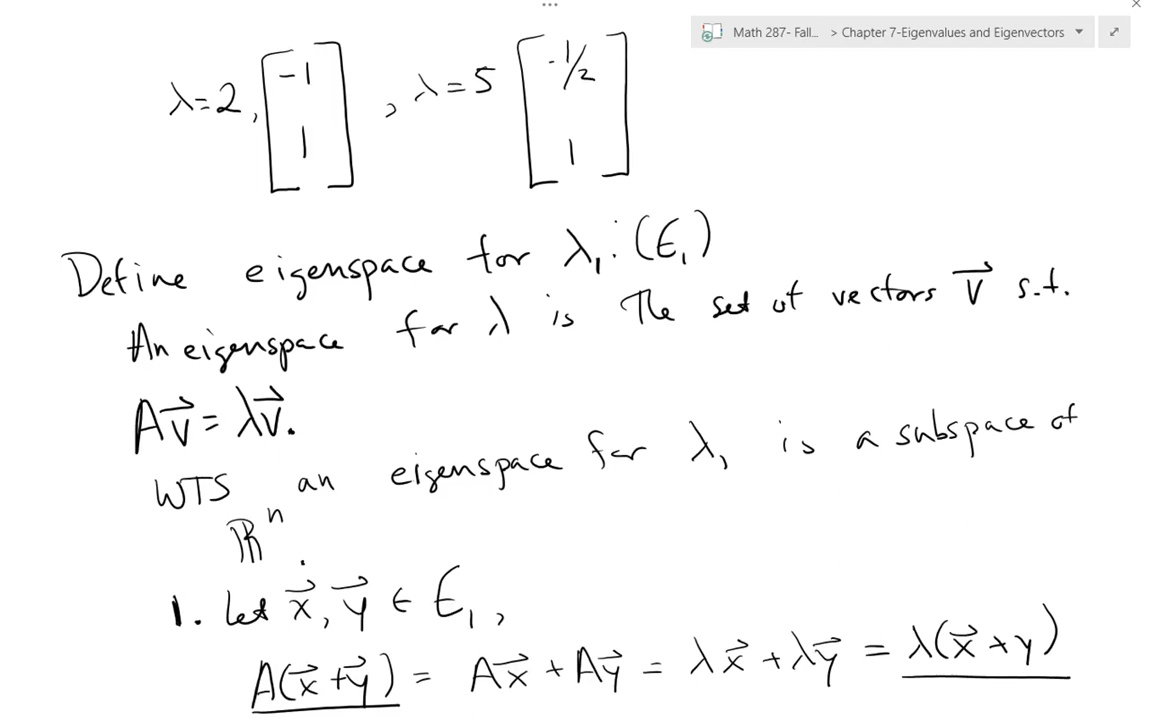 Math 287- Fall... > Chapter 7-Eigenvalues and Eigenvectors
λ=2, [-1 1], λ=5 [-1/2 1]
Define eigenspace for λ₁: (E₁)
An eigenspace for λ is the set of vectors v⃗ s.t.
Av⃗ = λv⃗.
WTS an eigenspace for λ₁ is a subspace of
ℝⁿ.
1. Let x⃗, y⃗ ∈ E₁,
A(x⃗+y⃗) = Ax⃗ + Ay⃗ = λx⃗ + λy⃗ = λ(x⃗+y)